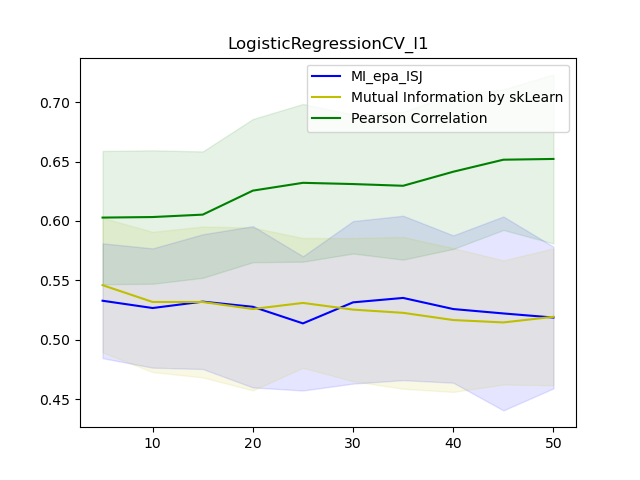 LogisticRegressionCV_l1
MI_epa_ISJ
Mutual Information by skLearn
Pearson Correlation
0.70
0.65
0.60
0.55
0.50
0.45
10 20 30 40 50